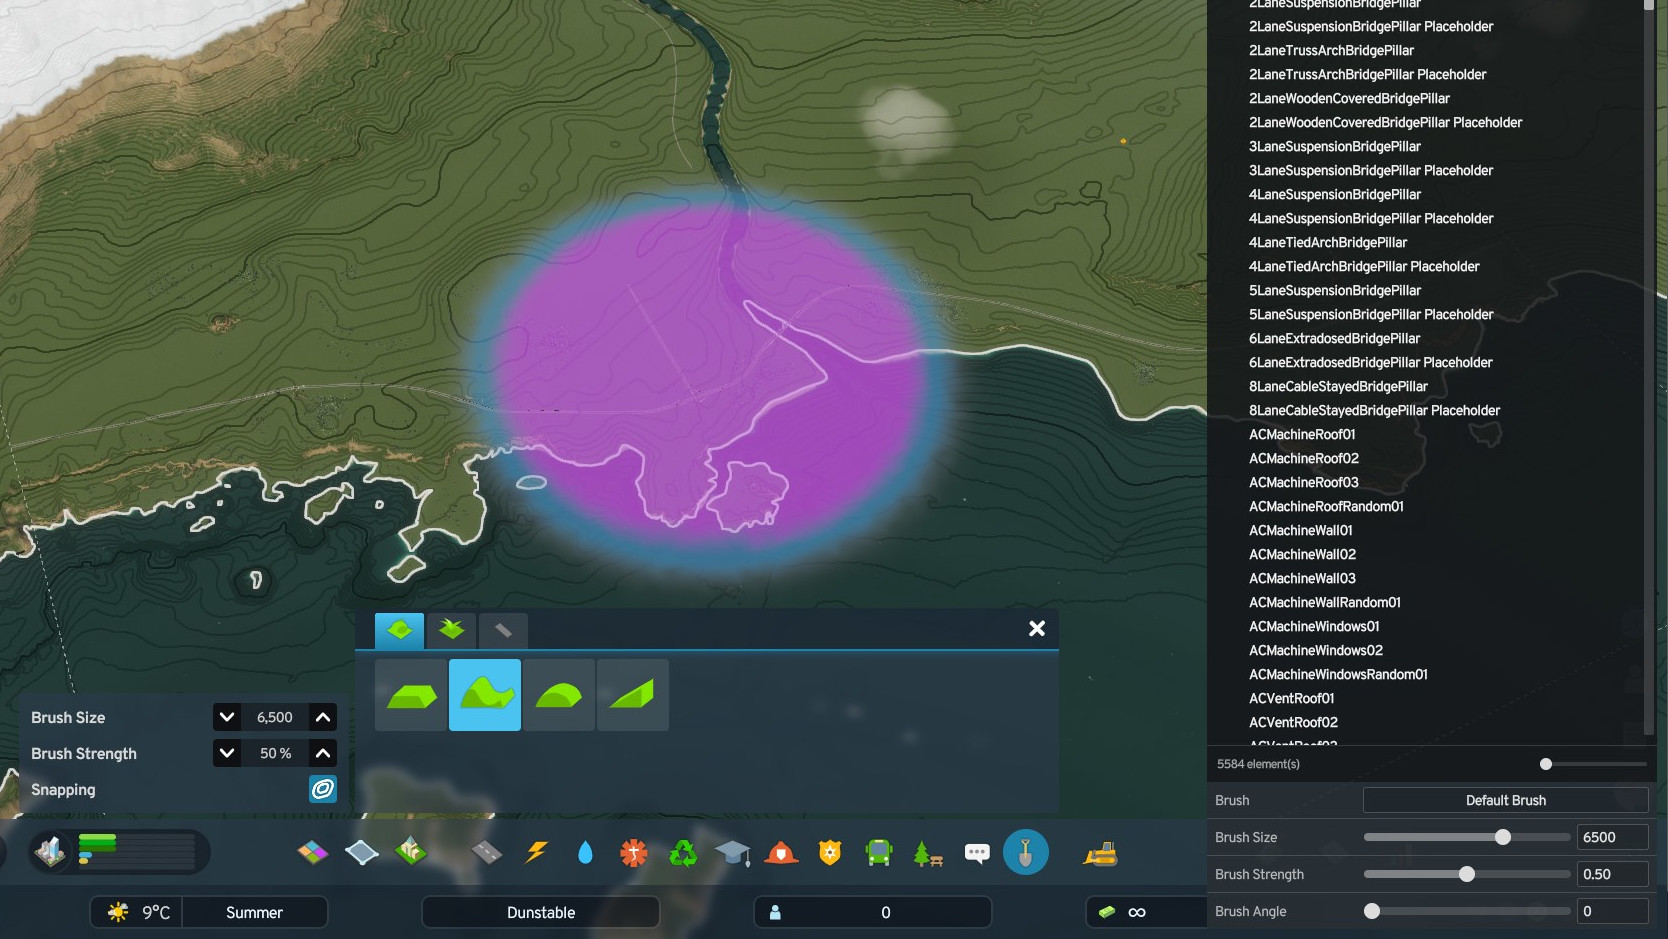 2LaneSuspensionBridgePillar
2LaneSuspensionBridgePillar Placeholder
2LaneTrussArchBridgePillar
2LaneTrussArchBridgePillar Placeholder
2LaneWoodenCoveredBridgePillar
2LaneWoodenCoveredBridgePillar Placeholder
3LaneSuspensionBridgePillar
3LaneSuspensionBridgePillar Placeholder
4LaneSuspensionBridgePillar
4LaneSuspensionBridgePillar Placeholder
4LaneTiedArchBridgePillar
4LaneTiedArchBridgePillar Placeholder
5LaneSuspensionBridgePillar
5LaneSuspensionBridgePillar Placeholder
6LaneExtradosedBridgePillar
6LaneExtradosedBridgePillar Placeholder
8LaneCableStayedBridgePillar
8LaneCableStayedBridgePillar Placeholder
ACMachineRoof01
ACMachineRoof02
ACMachineRoof03
ACMachineRoofRandom01
ACMachineWall01
ACMachineWall02
ACMachineWall03
ACMachineWallRandom01
ACMachineWindows01
ACMachineWindows02
ACMachineWindowsRandom01
ACVentRoof01
ACVentRoof02
ACVentRoof03
5584 element(s)
Brush Default Brush
Brush Size 6500
Brush Strength 0.50
Brush Angle 0
Brush Size 6,500
Brush Strength 50 %
Snapping
9°C Summer Dunstable 0 ∞